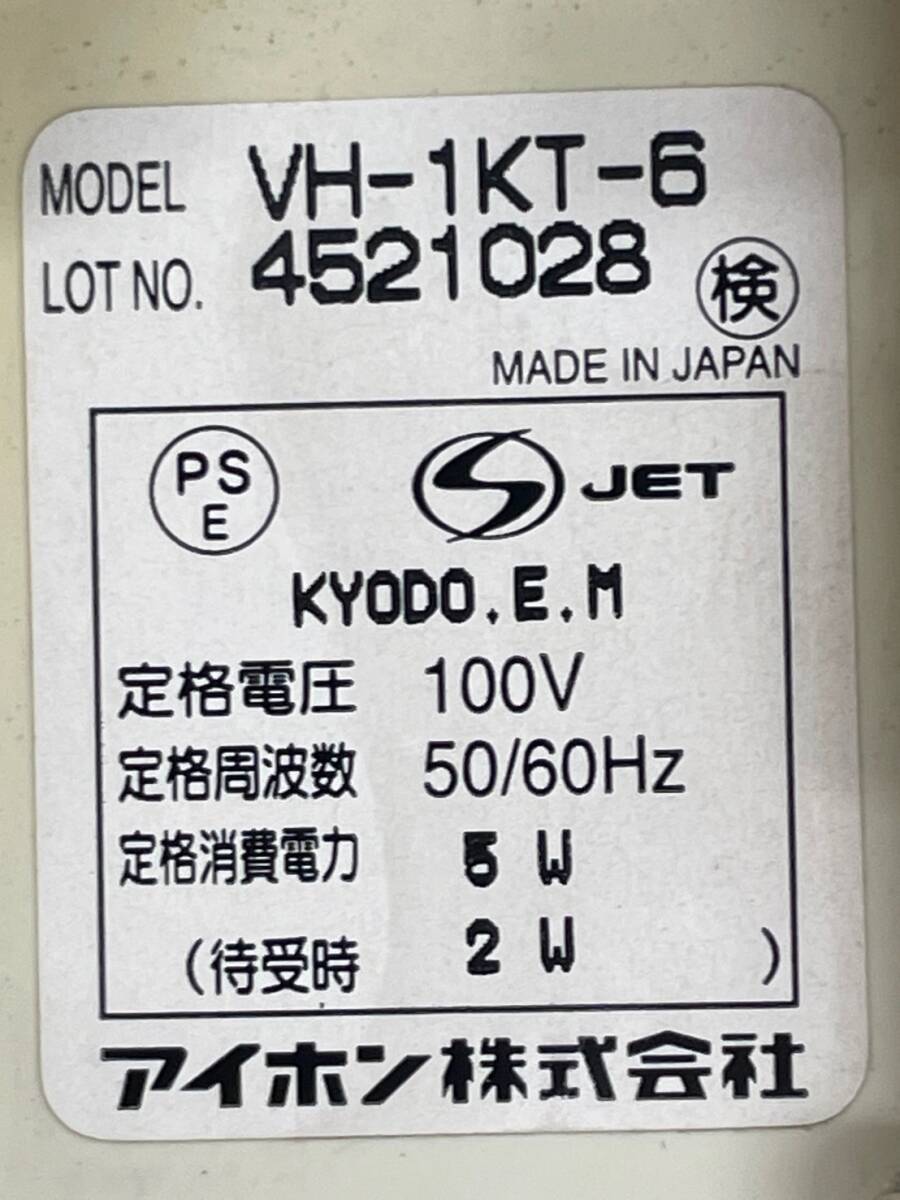 MODEL VH-1KT-6
LOT NO. 4521028
検
MADE IN JAPAN
PS
E
S JET
KYODO.E.M
定格電圧 100V
定格周波数 50/60Hz
定格消費電力 5 W
(待受時 2 W )
アイホン株式会社